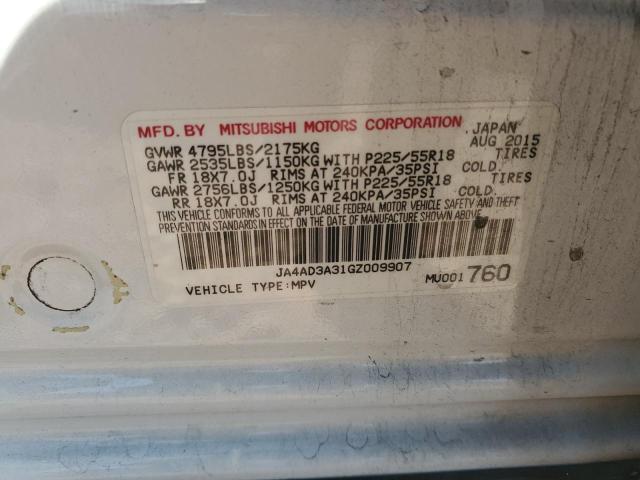 MFD. BY MITSUBISHI MOTORS CORPORATION, JAPAN
GVWR 4795LBS/2175KG AUG 2015
GAWR 2535LBS/1150KG WITH P225/55R18 TIRES
FR 18X7.0J RIMS AT 240KPA/35PSI COLD.
GAWR 2756LBS/1250KG WITH P225/55R18 TIRES
RR 18X7.0J RIMS AT 240KPA/35PSI COLD.
THIS VEHICLE CONFORMS TO ALL APPLICABLE FEDERAL MOTOR VEHICLE SAFETY AND THEFT
PREVENTION STANDARDS IN EFFECT ON THE DATE OF MANUFACTURE SHOWN ABOVE.
JA4AD3A31GZ009907
VEHICLE TYPE:MPV MU001760